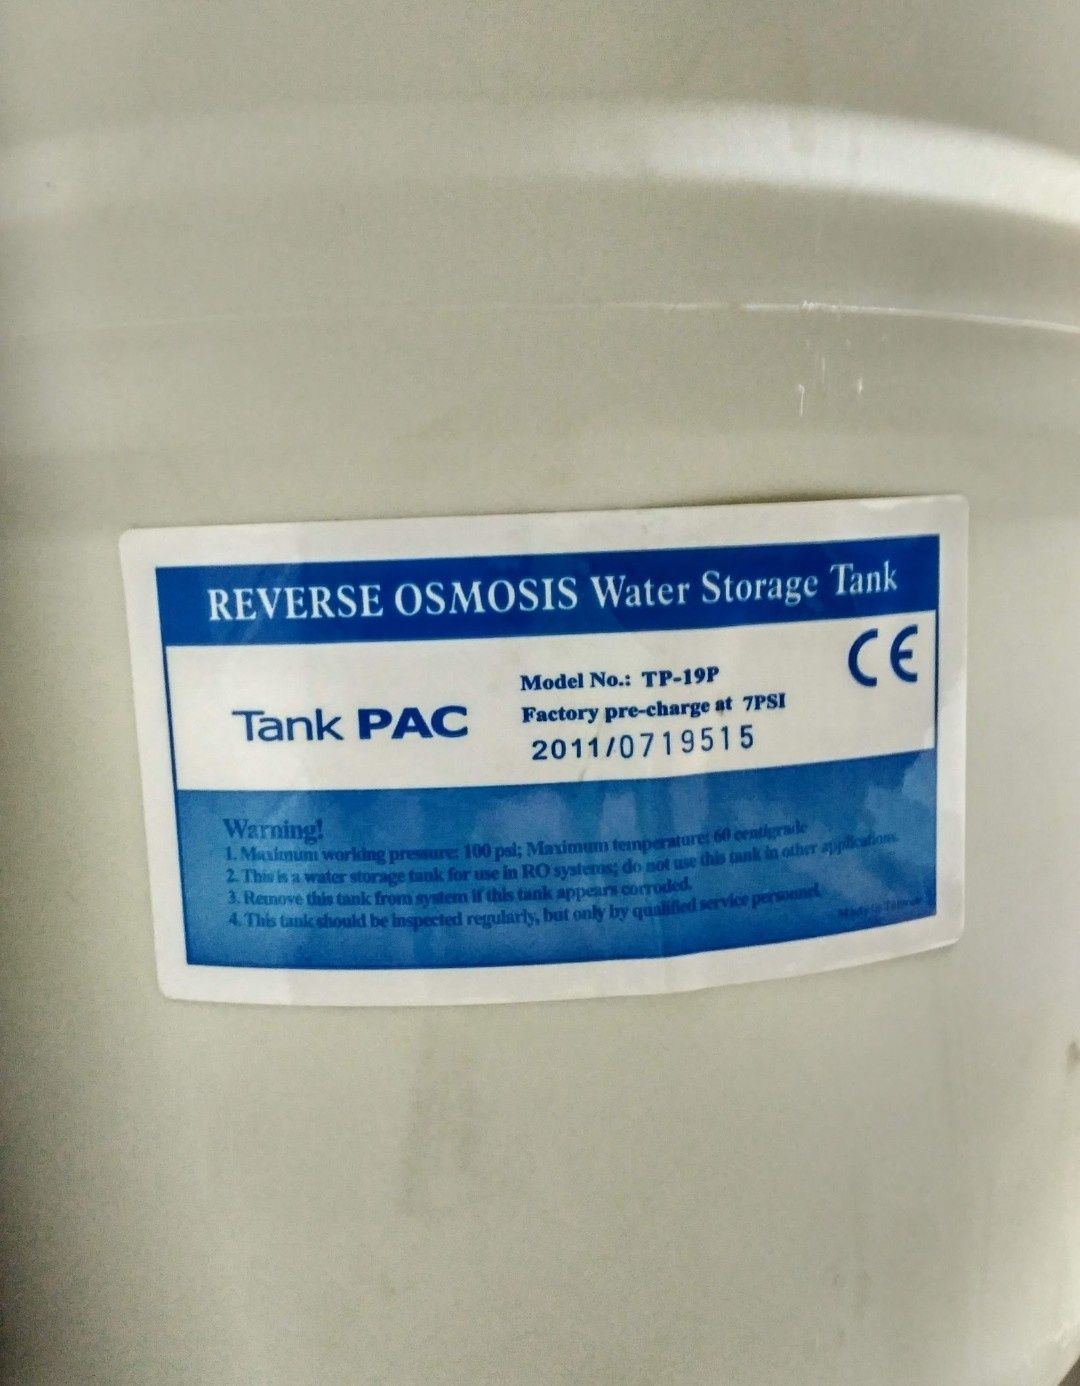 REVERSE OSMOSIS Water Storage Tank
CE
Tank PAC
Model No.: TP-19P
Factory pre-charge at 7PSI
2011/0719515
Warning!
1. Maximum working pressure: 100 psi; Maximum temperature: 60 centigrade
2. This is a water storage tank for use in RO systems; do not use this tank in other applications.
3. Remove this tank from system if this tank appears corroded.
4. This tank should be inspected regularly, but only by qualified service personnel.
Made in Taiwan